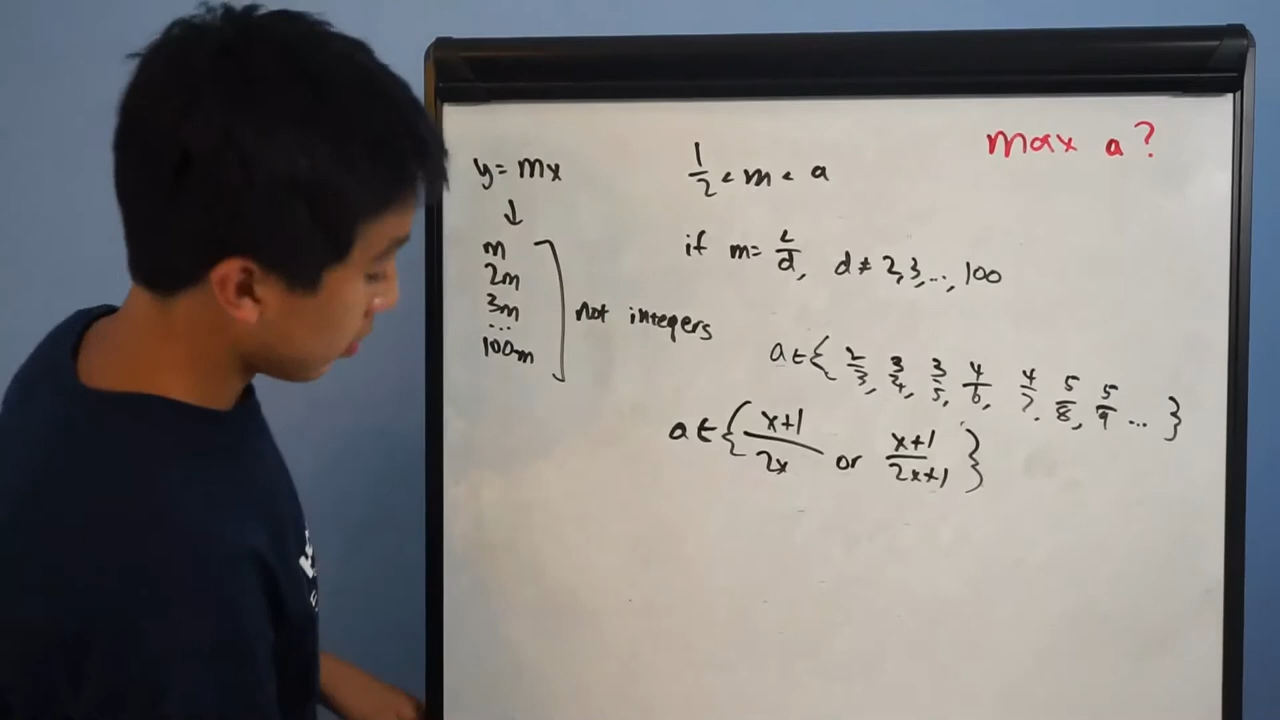 max a?
y = mx
1/2 < m < a
↓
m
2m
3m
...
100m
not integers
if m = c/d, d ≠ 2,3,..., 100
a ∈ { 2/3, 3/4, 3/5, 4/6, 4/7, 5/8, 5/9 ... }
a ∈ { x+1/2x or x+1/2x+1 }